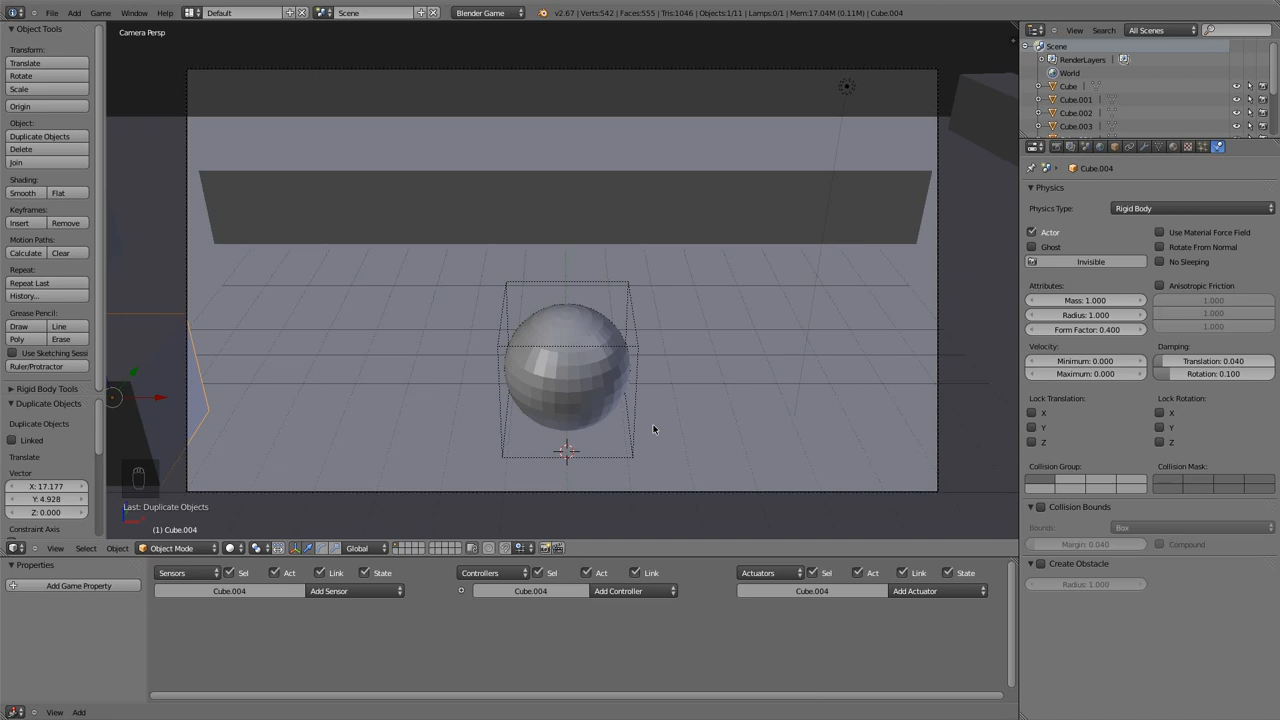 File Add Game Window Help Default Scene Blender Game v2.67 | Verts:542 | Faces:555 | Tris:1046 | Objects:1/11 | Lamps:0/1 | Mem:17.04M (0.11M) | Cube.004
Object Tools
Transform:
Translate
Rotate
Scale
Origin
Object:
Duplicate Objects
Delete
Join
Shading:
Smooth Flat
Keyframes:
Insert Remove
Motion Paths:
Calculate Clear
Repeat:
Repeat Last
History...
Grease Pencil:
Draw Line
Poly Erase
Use Sketching Sessi
Ruler/Protractor
Rigid Body Tools
Duplicate Objects
Duplicate Objects
Linked
Translate
Vector
X: 17.177
Y: 4.928
Z: 0.000
Constraint Axis
Camera Persp
Last: Duplicate Objects
(1) Cube.004
View Select Object Object Mode Global
View Search All Scenes
Scene
RenderLayers |
World
Cube |
Cube.001 |
Cube.002 |
Cube.003 |
Cube.004
Physics
Physics Type: Rigid Body
Actor Use Material Force Field
Ghost Rotate From Normal
Invisible No Sleeping
Attributes: Anisotropic Friction
Mass: 1.000 1.000
Radius: 1.000 1.000
Form Factor: 0.400 1.000
Velocity: Damping:
Minimum: 0.000 Translation: 0.040
Maximum: 0.000 Rotation: 0.100
Lock Translation: Lock Rotation:
X X
Y Y
Z Z
Collision Group: Collision Mask:
Collision Bounds
Bounds: Box
Margin: 0.040 Compound
Create Obstacle
Radius: 1.000
Properties
Add Game Property
Sensors Sel Act Link State Controllers Sel Act Link Actuators Sel Act Link State
Cube.004 Add Sensor Cube.004 Add Controller Cube.004 Add Actuator
View Add